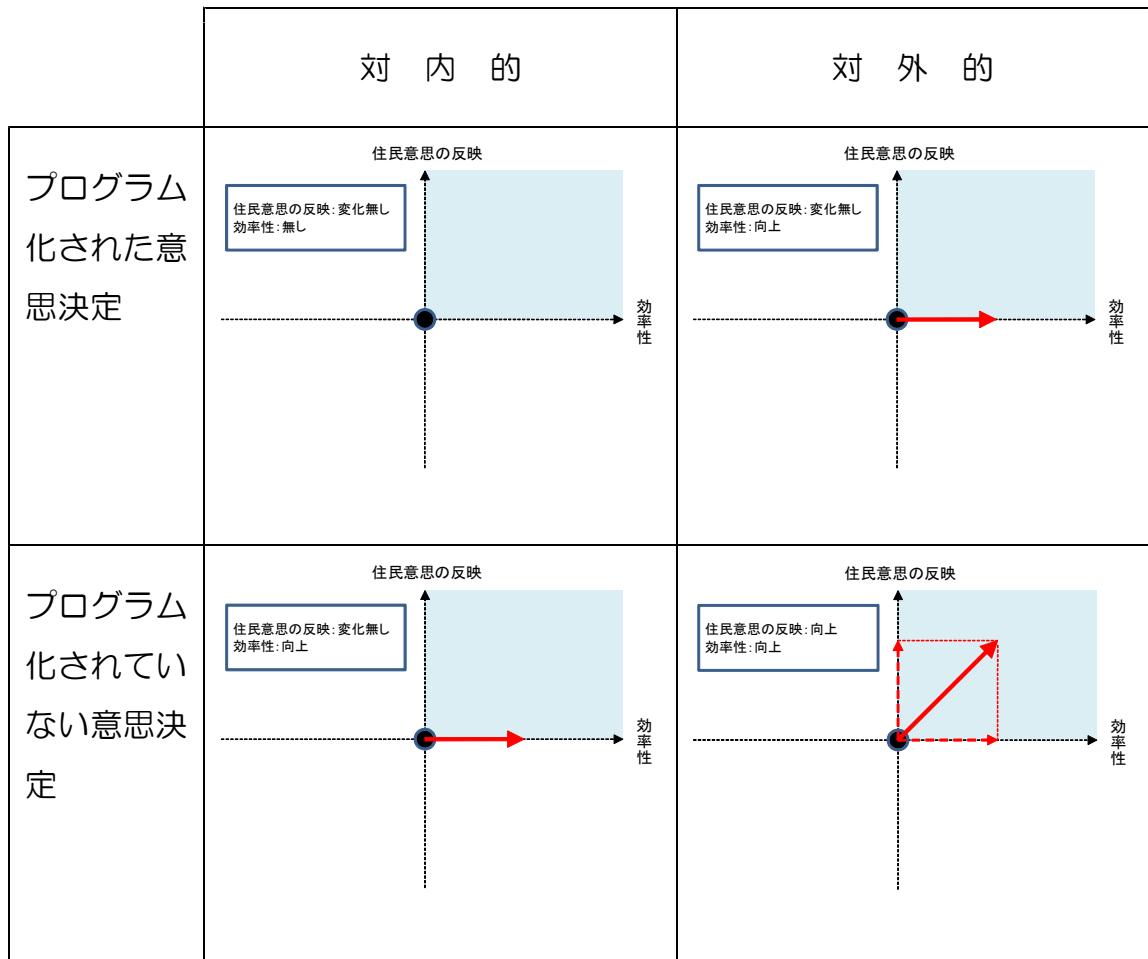 対 内 的
対 外 的
プログラム
化された意
思決定
住民意思の反映
住民意思の反映：変化無し
効率性：無し
効率性
住民意思の反映
住民意思の反映：変化無し
効率性：向上
効率性
プログラム
化されてい
ない意思決
定
住民意思の反映
住民意思の反映：変化無し
効率性：向上
効率性
住民意思の反映
住民意思の反映：向上
効率性：向上
効率性